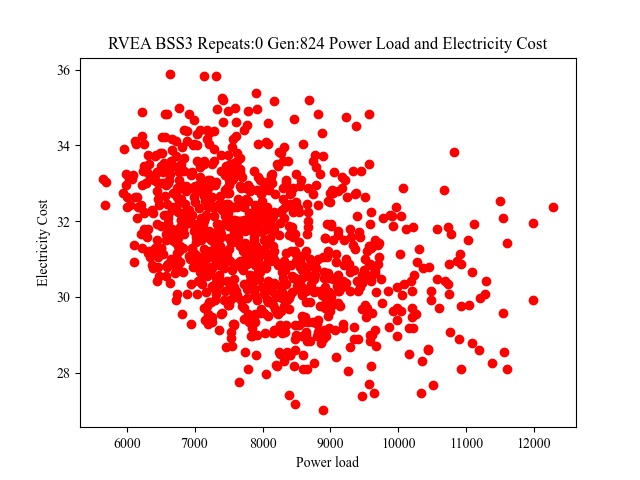 RVEA BSS3 Repeats:0 Gen:824 Power Load and Electricity Cost
36
34
32
30
28
Electricity Cost
6000 7000 8000 9000 10000 11000 12000
Power load